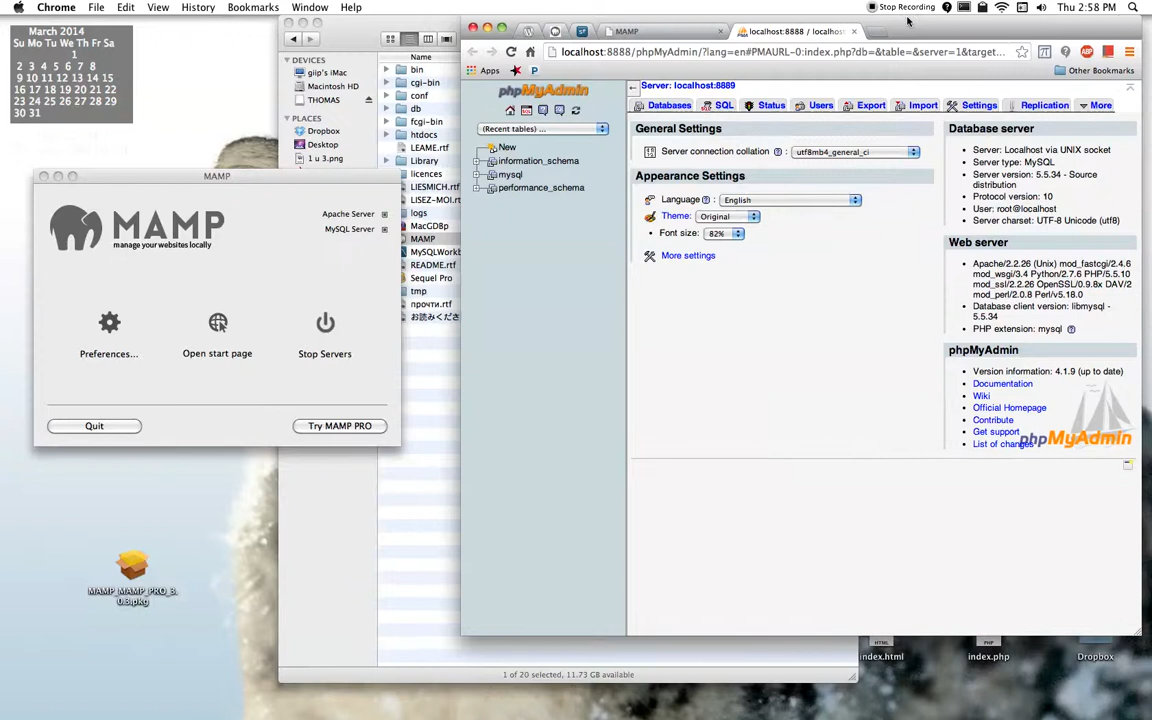 Chrome File Edit View History Bookmarks Window Help Stop Recording Thu 2:58 PM
March 2014
Su Mo Tu We Th Fr Sa
1
2 3 4 5 6 7 8
9 10 11 12 13 14 15
16 17 18 19 20 21 22
23 24 25 26 27 28 29
30 31
DEVICES
giip's iMac
Macintosh HD
THOMAS
PLACES
Dropbox
Desktop
1 u 3.png
Name
bin
cgi-bin
conf
db
fcgi-bin
htdocs
LEAME.rtf
Library
licences
LIESMICH.rtf
LISEZ-MOI.rt
logs
MacGDBp
MAMP
MySQLWorkb
README.rtf
Sequel Pro
tmp
прочти.rtf
お読みくださ
1 of 20 selected, 11.73 GB available
MAMP
MAMP
manage your websites locally
Apache Server
MySQL Server
Preferences...
Open start page
Stop Servers
Quit
Try MAMP PRO
MAMP_MAMP_PRO_3.
0.3.pkg
MAMP
localhost:8888 / localhost
localhost:8888/phpMyAdmin/?lang=en#PMAURL-0:index.php?db=&table=&server=1&target...
Apps
Other Bookmarks
phpMyAdmin
(Recent tables) ...
New
information_schema
mysql
performance_schema
Server: localhost:8889
Databases SQL Status Users Export Import Settings Replication More
General Settings
Server connection collation utf8mb4_general_ci
Appearance Settings
Language English
Theme: Original
Font size: 82%
More settings
Database server
Server: Localhost via UNIX socket
Server type: MySQL
Server version: 5.5.34 - Source
distribution
Protocol version: 10
User: root@localhost
Server charset: UTF-8 Unicode (utf8)
Web server
Apache/2.2.26 (Unix) mod_fastcgi/2.4.6
mod_wsgi/3.4 Python/2.7.6 PHP/5.5.10
mod_ssl/2.2.26 OpenSSL/0.9.8x DAV/2
mod_perl/2.0.8 Perl/v5.18.0
Database client version: libmysql -
5.5.34
PHP extension: mysql
phpMyAdmin
Version information: 4.1.9 (up to date)
Documentation
Wiki
Official Homepage
Contribute
Get support
List of changes
phpMyAdmin
index.html
index.php
Dropbox